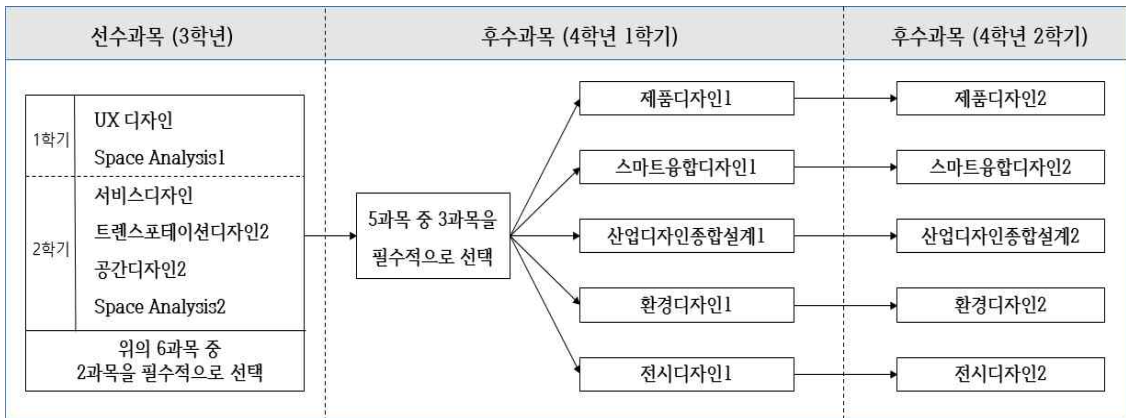 선수과목 (3학년)
후수과목 (4학년 1학기)
후수과목 (4학년 2학기)
1학기
UX 디자인
Space Analysis1
2학기
서비스디자인
트렌스포테이션디자인2
공간디자인2
Space Analysis2
위의 6과목 중
2과목을 필수적으로 선택
5과목 중 3과목을
필수적으로 선택
제품디자인1
제품디자인2
스마트융합디자인1
스마트융합디자인2
산업디자인종합설계1
산업디자인종합설계2
환경디자인1
환경디자인2
전시디자인1
전시디자인2